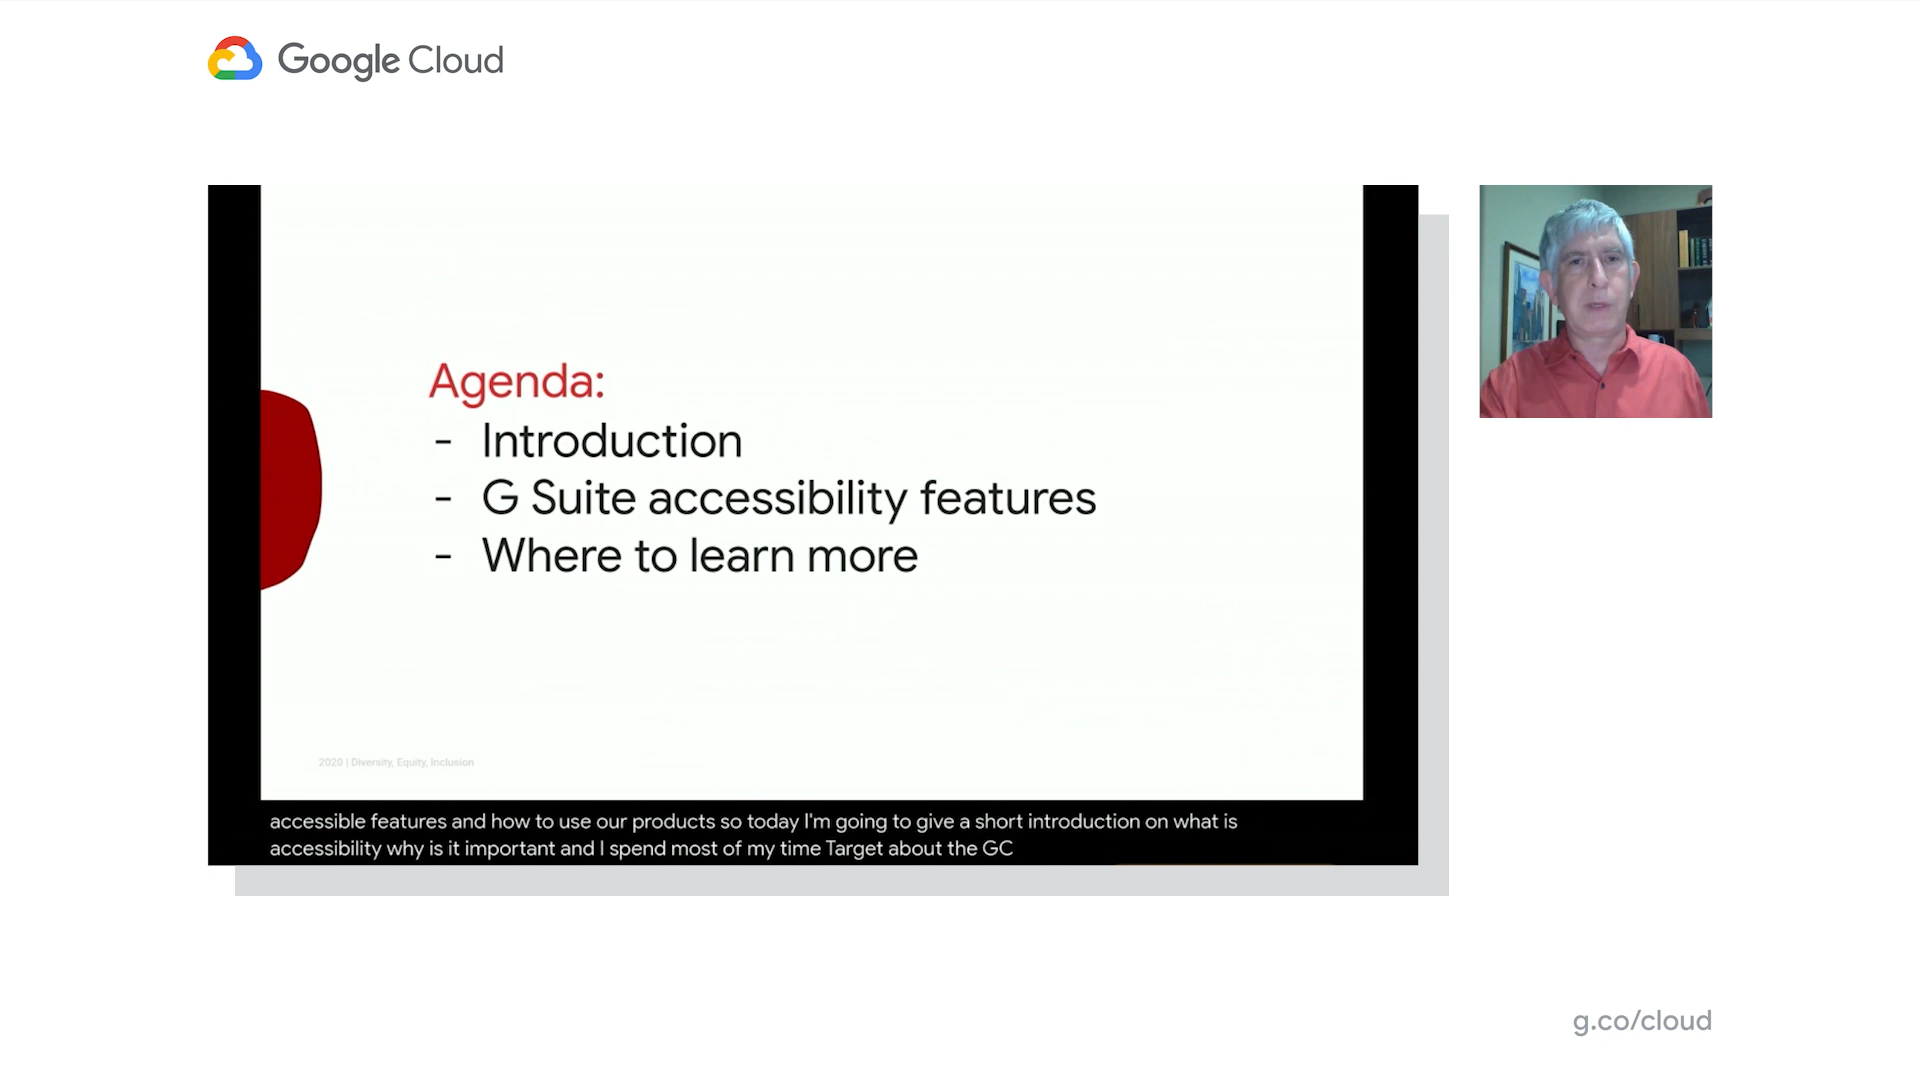 Google Cloud
Agenda:
- Introduction
- G Suite accessibility features
- Where to learn more
2020 | Diversity, Equity, Inclusion
accessible features and how to use our products so today I'm going to give a short introduction on what is
accessibility why is it important and I spend most of my time Target about the GC
g.co/cloud